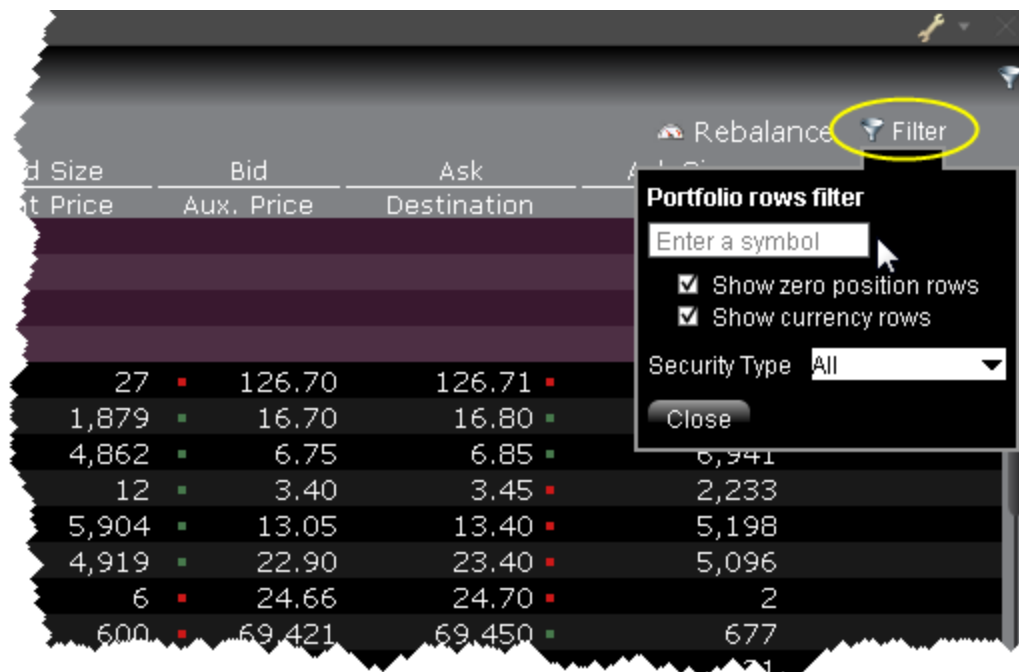 Rebalance Filter
d Size Bid Ask
t Price Aux. Price Destination
Portfolio rows filter
Enter a symbol
Show zero position rows
Show currency rows
Security Type All
Close
27 126.70 126.71
1,879 16.70 16.80
4,862 6.75 6.85 6,941
12 3.40 3.45 2,233
5,904 13.05 13.40 5,198
4,919 22.90 23.40 5,096
6 24.66 24.70 2
600 69.421 69.450 677